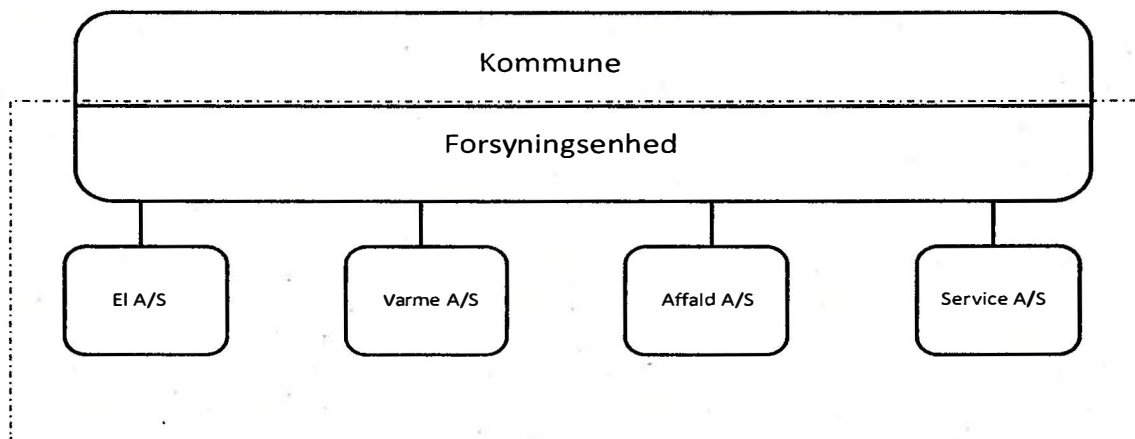 Kommune
Forsyningsenhed
El A/S
Varme A/S
Affald A/S
Service A/S